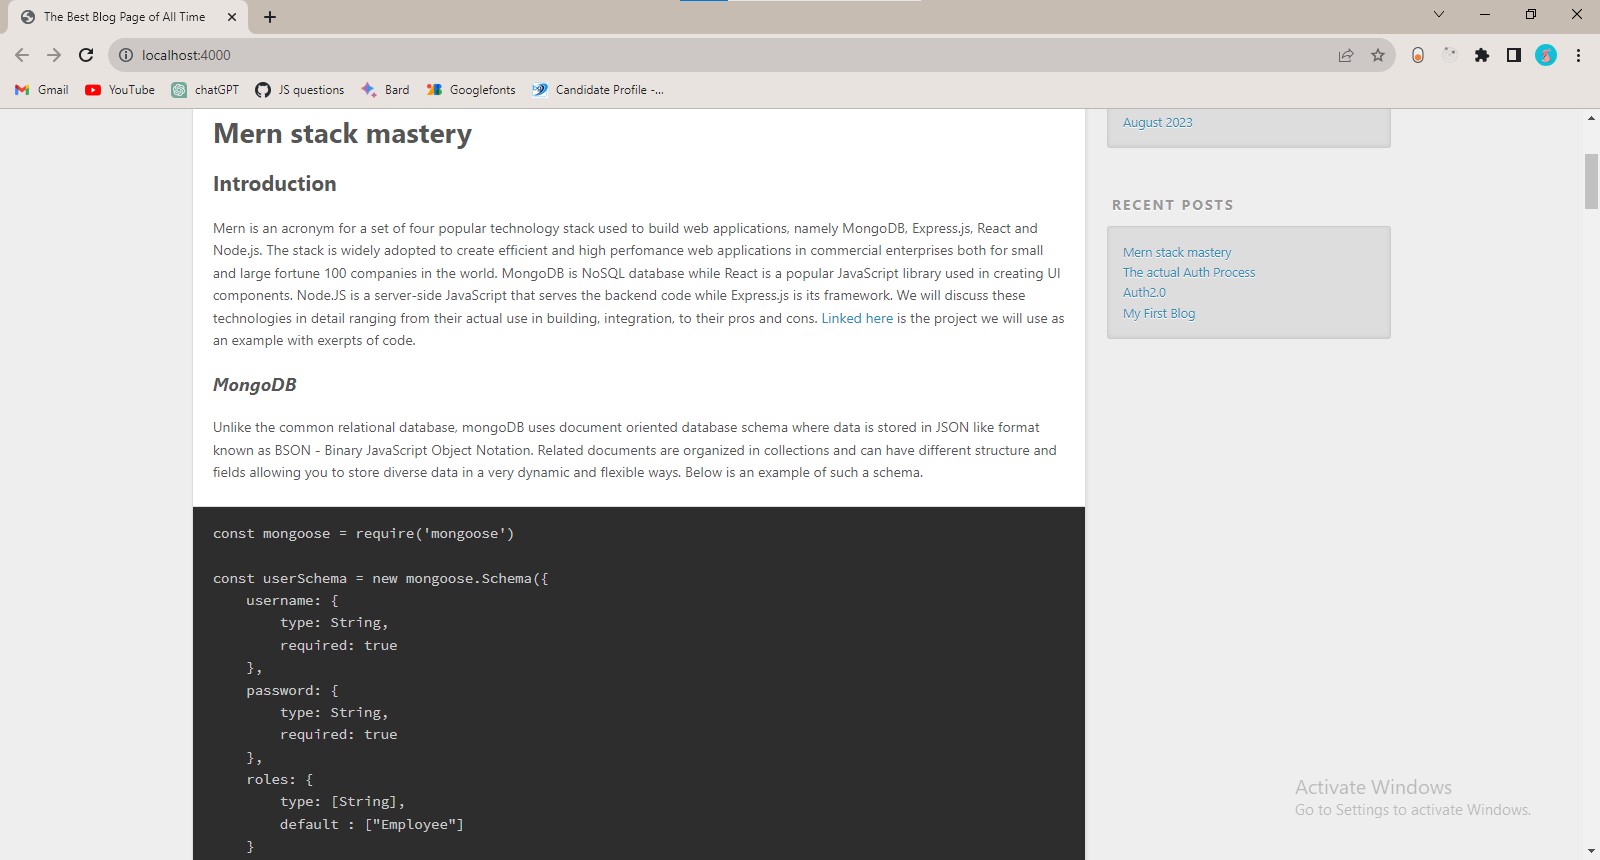 The Best Blog Page of All Time
localhost:4000
Gmail
YouTube
chatGPT
JS questions
Bard
Googlefonts
Candidate Profile -...
Mern stack mastery
Introduction
Mern is an acronym for a set of four popular technology stack used to build web applications, namely MongoDB, Express.js, React and
Node.js. The stack is widely adopted to create efficient and high perfomance web applications in commercial enterprises both for small
and large fortune 100 companies in the world. MongoDB is NoSQL database while React is a popular JavaScript library used in creating UI
components. Node.JS is a server-side JavaScript that serves the backend code while Express.js is its framework. We will discuss these
technologies in detail ranging from their actual use in building, integration, to their pros and cons. Linked here is the project we will use as
an example with exerpts of code.
MongoDB
Unlike the common relational database, mongoDB uses document oriented database schema where data is stored in JSON like format
known as BSON - Binary JavaScript Object Notation. Related documents are organized in collections and can have different structure and
fields allowing you to store diverse data in a very dynamic and flexible ways. Below is an example of such a schema.
const mongoose = require('mongoose')
const userSchema = new mongoose.Schema({
username: {
type: String,
required: true
},
password: {
type: String,
required: true
},
roles: {
type: [String],
default : ["Employee"]
}
August 2023
RECENT POSTS
Mern stack mastery
The actual Auth Process
Auth2.0
My First Blog
Activate Windows
Go to Settings to activate Windows.